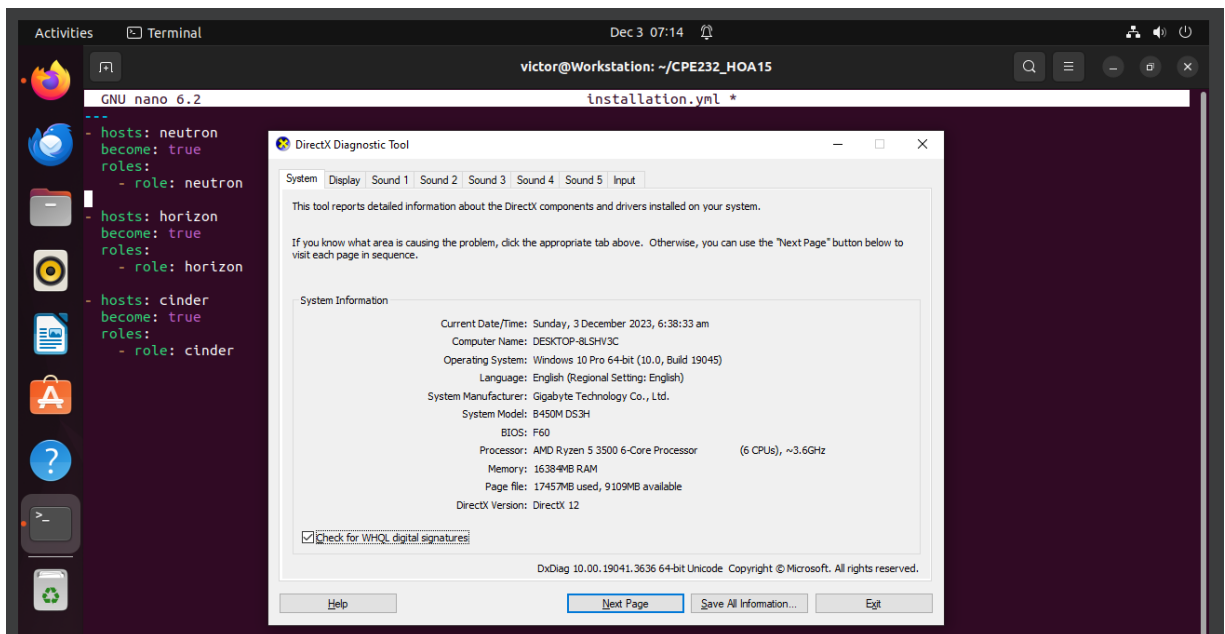 Activities Terminal Dec 3 07:14
victor@Workstation: ~/CPE232_HOA15
GNU nano 6.2 installation.yml *
---
- hosts: neutron
become: true
roles:
- role: neutron
- hosts: horizon
become: true
roles:
- role: horizon
- hosts: cinder
become: true
roles:
- role: cinder
DirectX Diagnostic Tool
System Display Sound 1 Sound 2 Sound 3 Sound 4 Sound 5 Input
This tool reports detailed information about the DirectX components and drivers installed on your system.
If you know what area is causing the problem, click the appropriate tab above. Otherwise, you can use the "Next Page" button below to
visit each page in sequence.
System Information
Current Date/Time: Sunday, 3 December 2023, 6:38:33 am
Computer Name: DESKTOP-8LSHV3C
Operating System: Windows 10 Pro 64-bit (10.0, Build 19045)
Language: English (Regional Setting: English)
System Manufacturer: Gigabyte Technology Co., Ltd.
System Model: B450M DS3H
BIOS: F60
Processor: AMD Ryzen 5 3500 6-Core Processor (6 CPUs), ~3.6GHz
Memory: 16384MB RAM
Page file: 17457MB used, 9109MB available
DirectX Version: DirectX 12
Check for WHQL digital signatures
DxDiag 10.00.19041.3636 64-bit Unicode Copyright © Microsoft. All rights reserved.
Help Next Page Save All Information... Exit